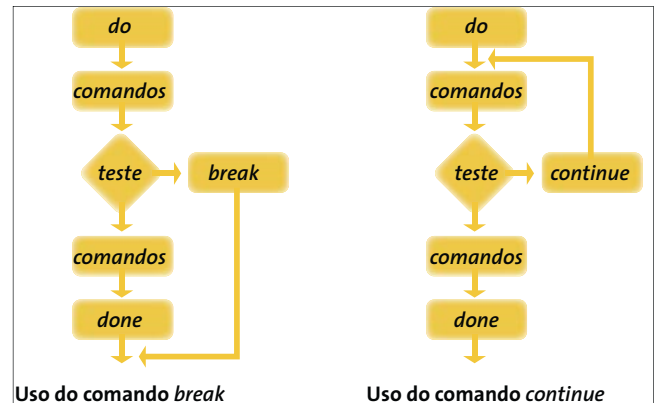 do
comandos
teste
break
comandos
done
Uso do comando break
do
comandos
teste
continue
comandos
done
Uso do comando continue